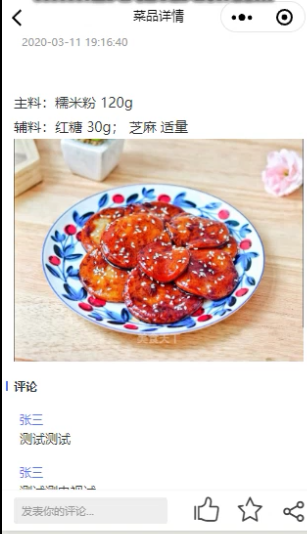 菜品详情
2020-03-11 19:16:40
主料：糯米粉 120g
辅料：红糖 30g； 芝麻 适量
评论
张三
测试测试
张三
发表你的评论...